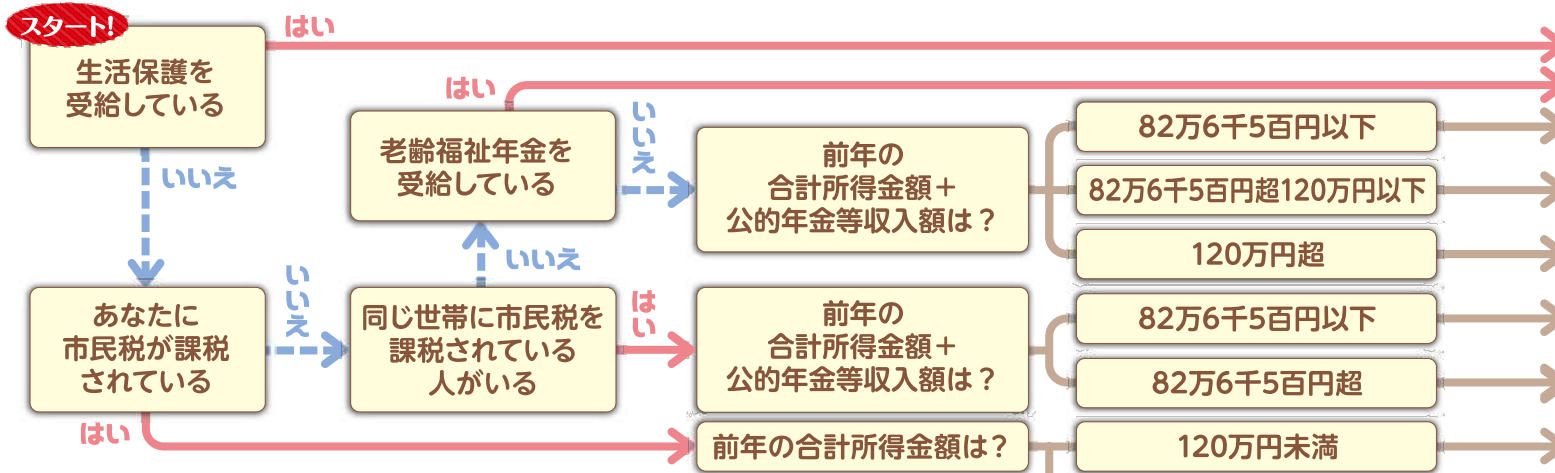 スタート!
はい
生活保護を
受給している
いいえ
はい
老齢福祉年金を
受給している
いいえ
前年の
合計所得金額＋
公的年金等収入額は？
82万6千5百円以下
82万6千5百円超120万円以下
120万円超
いいえ
あなたに
市民税が課税
されている
いいえ
同じ世帯に市民税を
課税されている
人がいる
はい
前年の
合計所得金額＋
公的年金等収入額は？
82万6千5百円以下
82万6千5百円超
はい
前年の合計所得金額は？
120万円未満